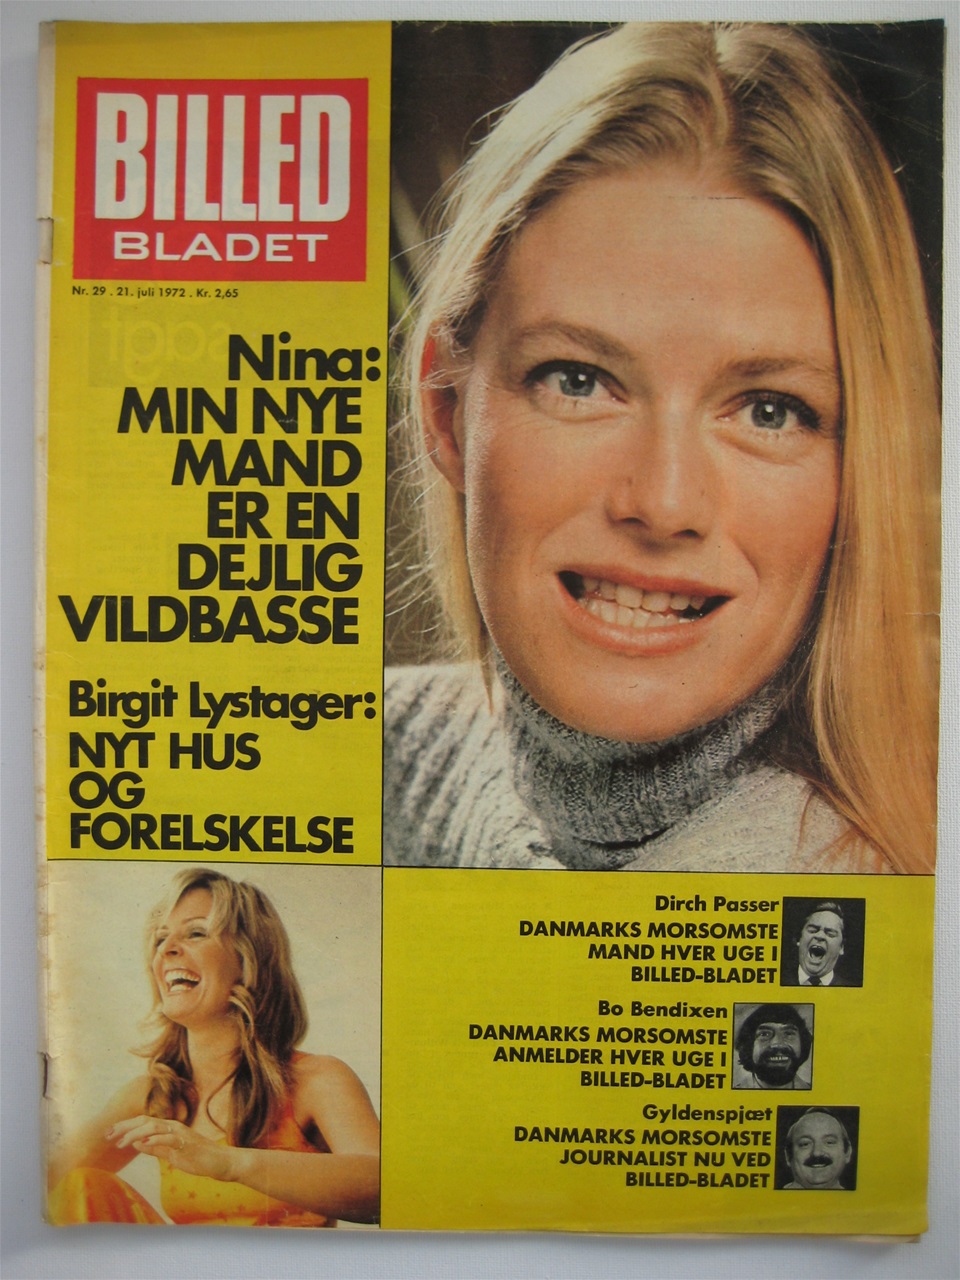 BILLED
BLADET
Nr. 29 . 21. juli 1972 . Kr. 2,65
Nina:
MIN NYE
MAND
ER EN
DEJLIG
VILDBASSE
Birgit Lystager:
NYT HUS
OG
FORELSKELSE
Dirch Passer
DANMARKS MORSOMSTE
MAND HVER UGE I
BILLED-BLADET
Bo Bendixen
DANMARKS MORSOMSTE
ANMELDER HVER UGE I
BILLED-BLADET
Gyldenspjæt
DANMARKS MORSOMSTE
JOURNALIST NU VED
BILLED-BLADET